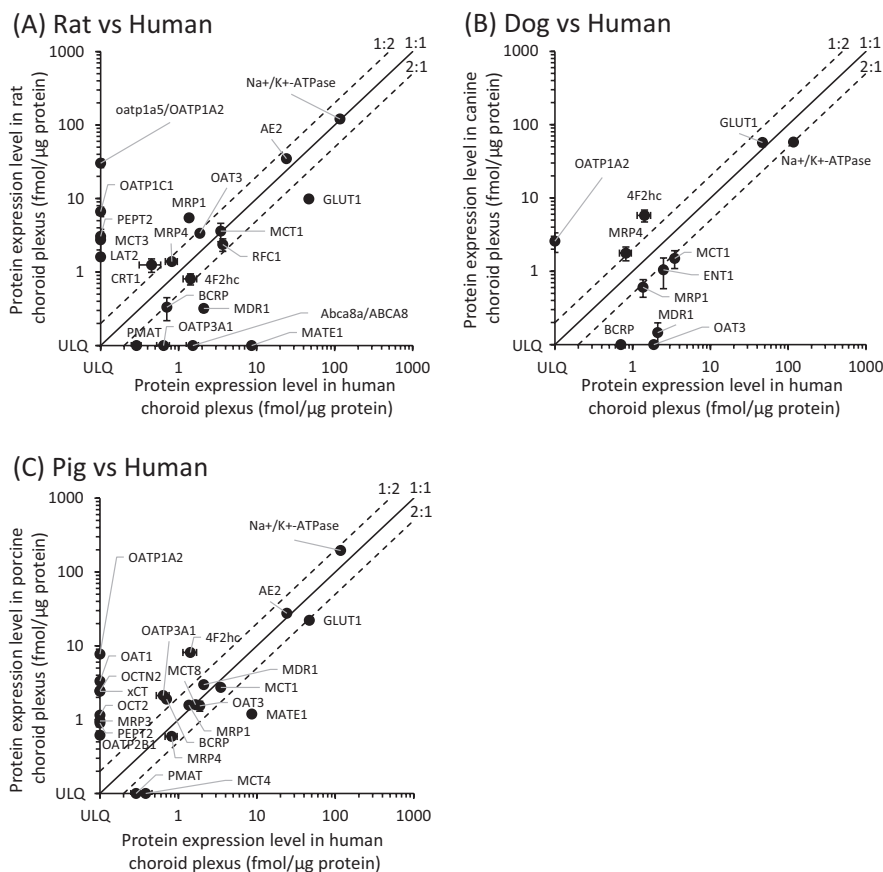 (A) Rat vs Human
Protein expression level in rat
choroid plexus (fmol/μg protein)
1000
100
10
1
ULQ
1:2
1:1
2:1
Na+/K+-ATPase
oatp1a5/OATP1A2
AE2
OAT3
OATP1C1
MRP1
GLUT1
PEPT2
MRP4
MCT1
MCT3
LAT2
RFC1
CRT1
4F2hc
BCRP
MDR1
Abca8a/ABCA8
PMAT
OATP3A1
MATE1
ULQ
1
10
100
1000
Protein expression level in human
choroid plexus (fmol/μg protein)
(B) Dog vs Human
Protein expression level in canine
choroid plexus (fmol/μg protein)
1000
100
10
1
ULQ
1:2
1:1
2:1
GLUT1
Na+/K+-ATPase
OATP1A2
4F2hc
MRP4
MCT1
ENT1
MRP1
MDR1
BCRP
OAT3
ULQ
1
10
100
1000
Protein expression level in human
choroid plexus (fmol/μg protein)
(C) Pig vs Human
Protein expression level in porcine
choroid plexus (fmol/μg protein)
1000
100
10
1
ULQ
1:2
1:1
2:1
Na+/K+-ATPase
OATP1A2
AE2
GLUT1
OATP3A1
4F2hc
OAT1
MCT8
MDR1
OCTN2
MCT1
xCT
OAT3
OCT2
MATE1
MRP3
MRP1
PEPT2
BCRP
OATP2B1
MRP4
PMAT
MCT4
ULQ
1
10
100
1000
Protein expression level in human
choroid plexus (fmol/μg protein)